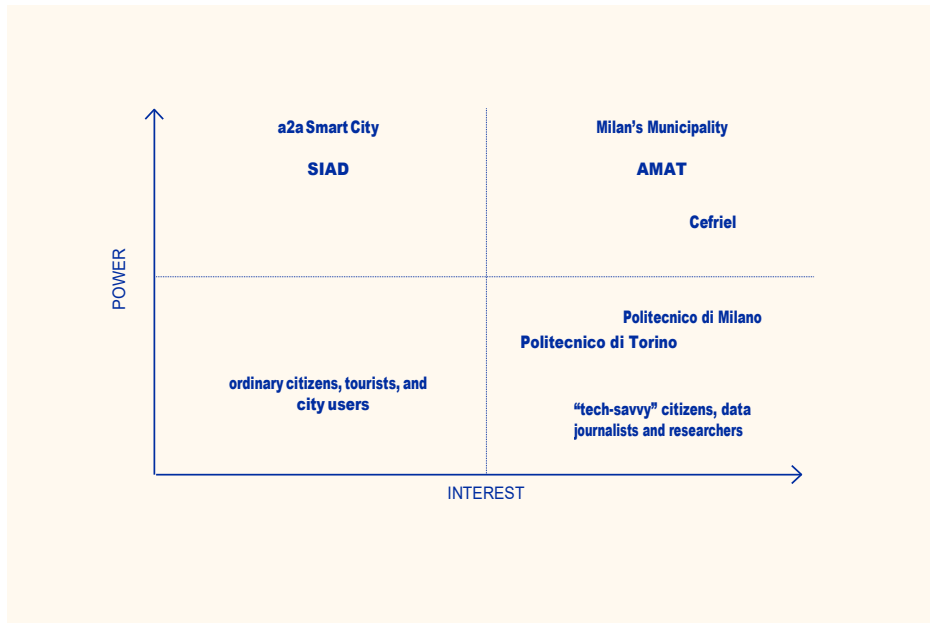 a2a Smart City
Milan’s Municipality
SIAD
AMAT
Cefriel
POWER
Politecnico di Milano
Politecnico di Torino
ordinary citizens, tourists, and
city users
“tech-savvy” citizens, data
journalists and researchers
INTEREST